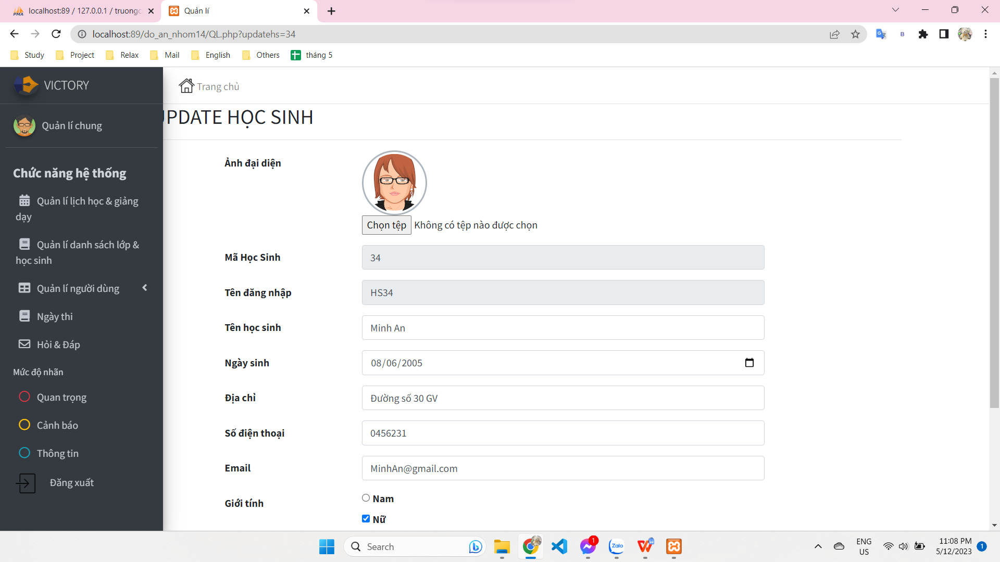 localhost:89 / 127.0.0.1 / truongc
Quản lí
localhost:89/do_an_nhom14/QL.php?updatehs=34
B
Study
Project
Relax
Mail
English
Others
tháng 5
VICTORY
Trang chủ
Quản lí chung
UPDATE HỌC SINH
Chức năng hệ thống
Quản lí lịch học & giảng
dạy
Quản lí danh sách lớp &
học sinh
Quản lí người dùng
Ngày thi
Hỏi & Đáp
Mức độ nhãn
Quan trọng
Cảnh báo
Thông tin
Đăng xuất
Ảnh đại diện
Chọn tệp Không có tệp nào được chọn
Mã Học Sinh
34
Tên đăng nhập
HS34
Tên học sinh
Minh An
Ngày sinh
08/06/2005
Địa chỉ
Đường số 30 GV
Số điện thoại
0456231
Email
MinhAn@gmail.com
Giới tính
Nam
Nữ
Search
1
Zalo
ENG
US
11:08 PM
5/12/2023
1